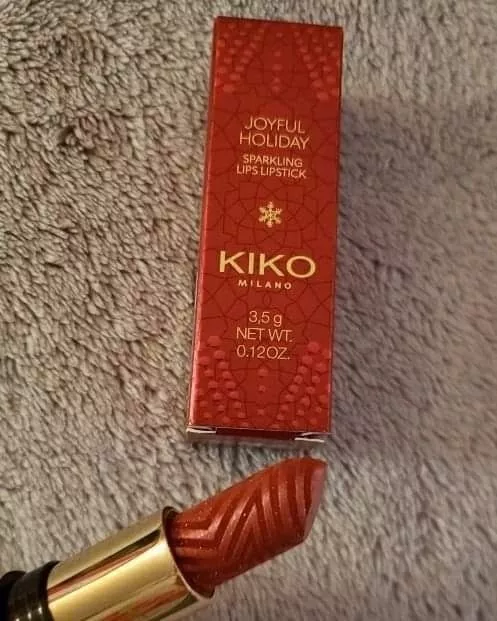 JOYFUL
HOLIDAY
SPARKLING
LIPS LIPSTICK
KIKO
MILANO
3,5 g
NET WT.
0.12OZ.